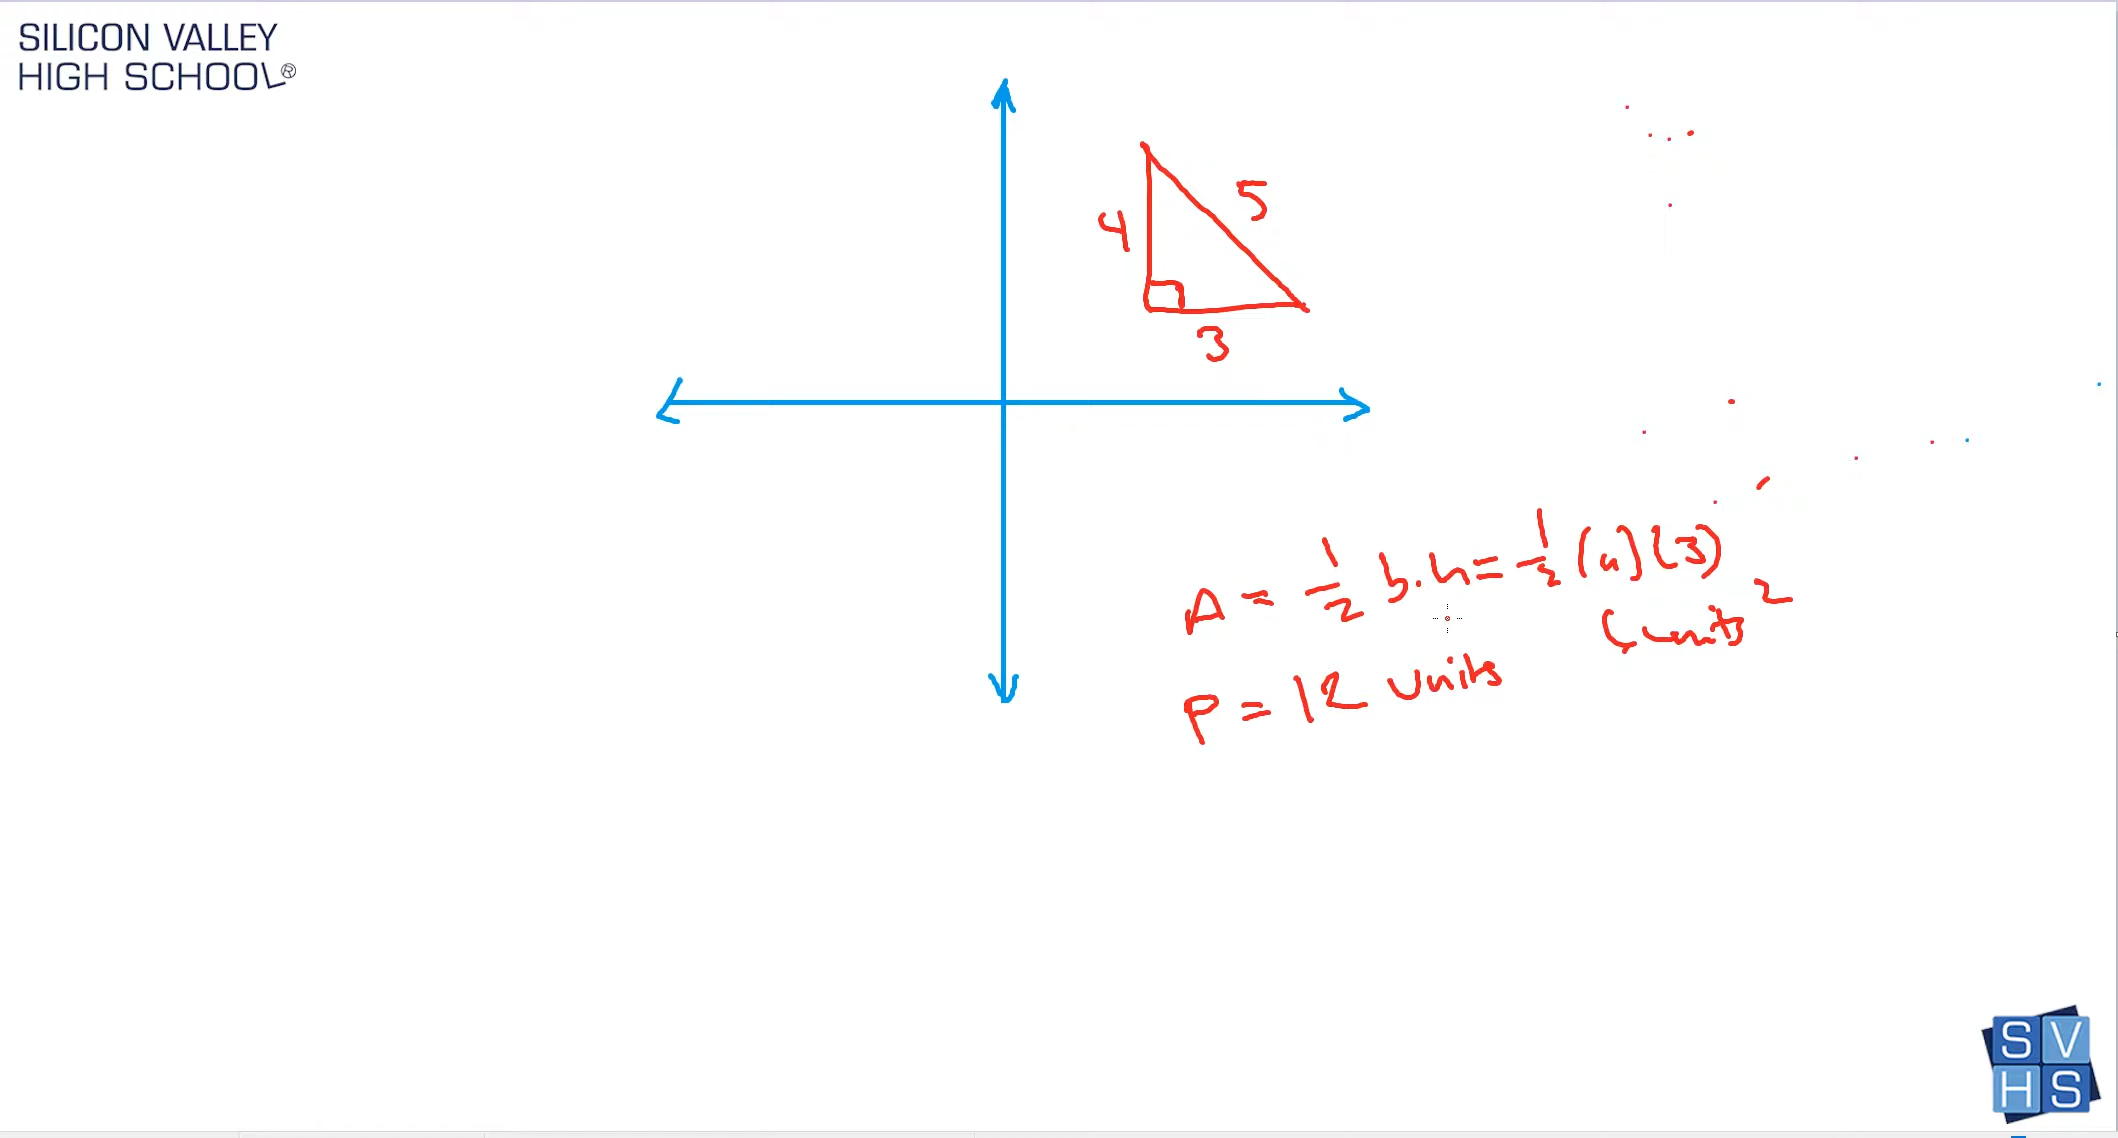 SILICON VALLEY
HIGH SCHOOL®
5
4
3
A = 1/2 b·h = 1/2 (4)(3)
units²
P = 12 units
SV
HS